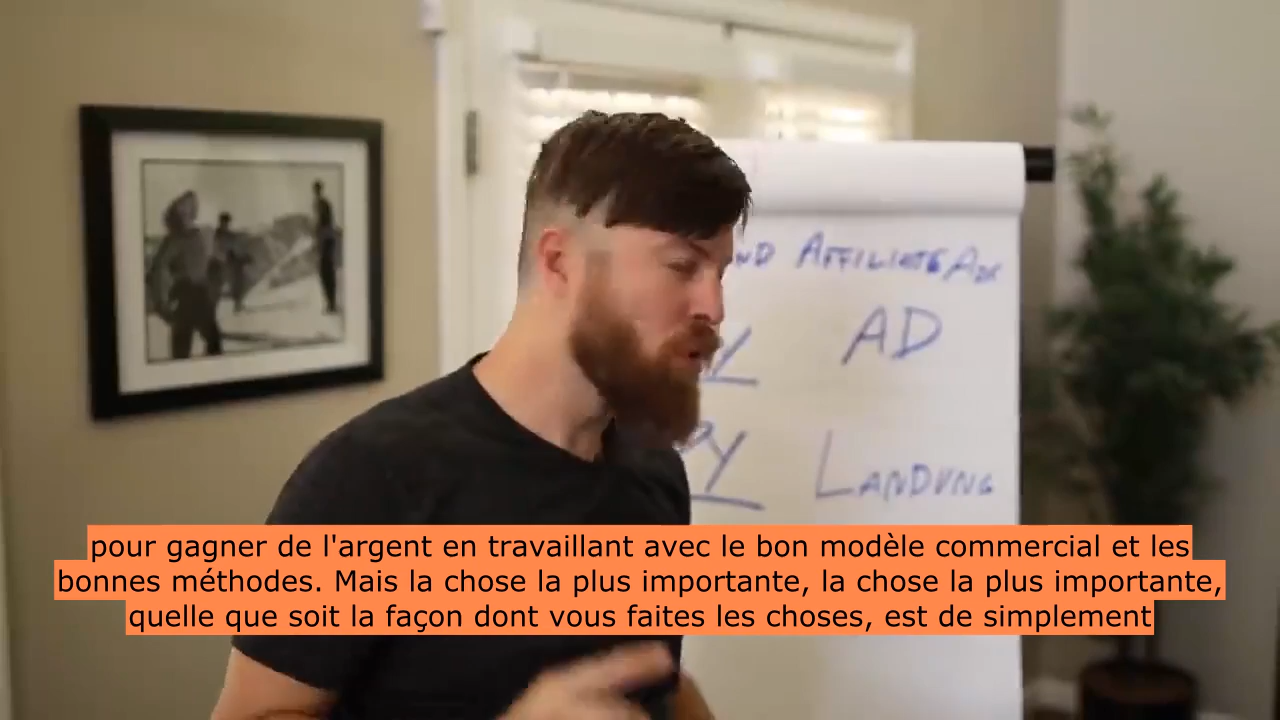 AFFILIATE
AD
LANDING
pour gagner de l'argent en travaillant avec le bon modèle commercial et les
bonnes méthodes. Mais la chose la plus importante, la chose la plus importante,
quelle que soit la façon dont vous faites les choses, est de simplement